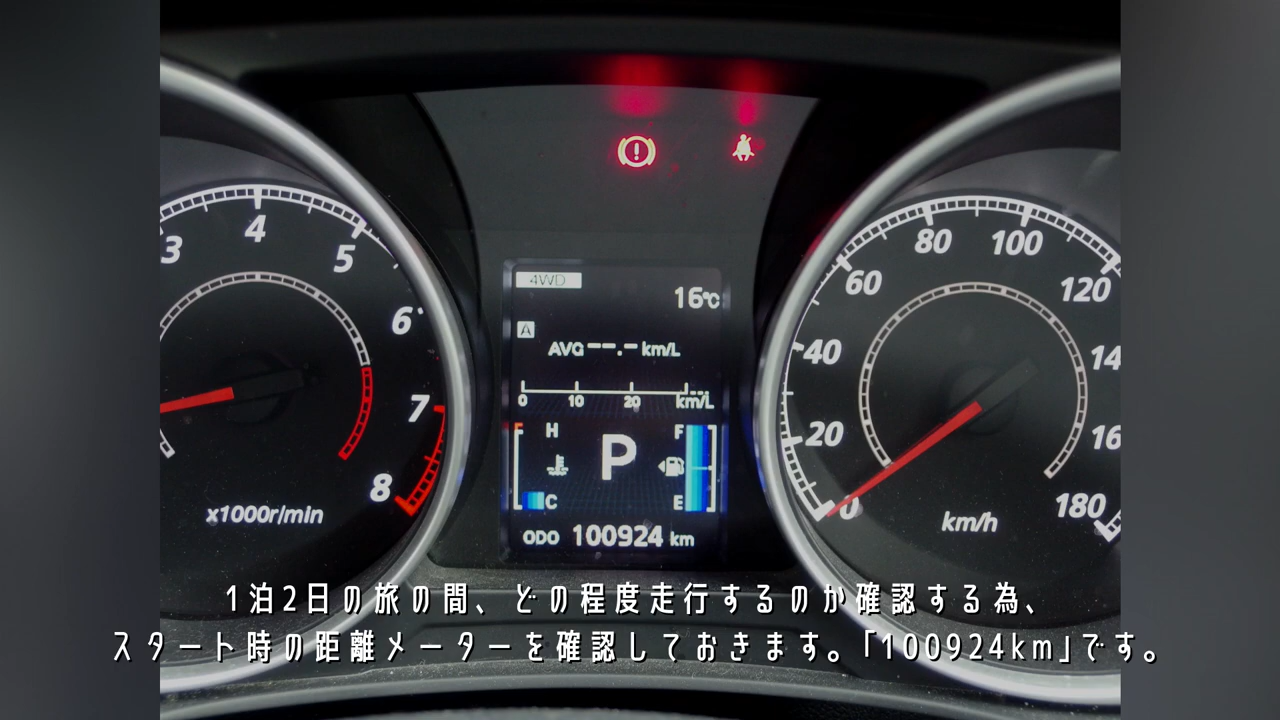 3
4
5
6
7
8
x1000r/min
4WD
16℃
A
AVG --.- km/L
0 10 20 km/L
H F
P
C E
ODO 100924 km
0
20
40
60
80
100
120
14
16
180
km/h
1泊2日の旅の間、どの程度走行するのか確認する為、
スタート時の距離メーターを確認しておきます。「100924km」です。